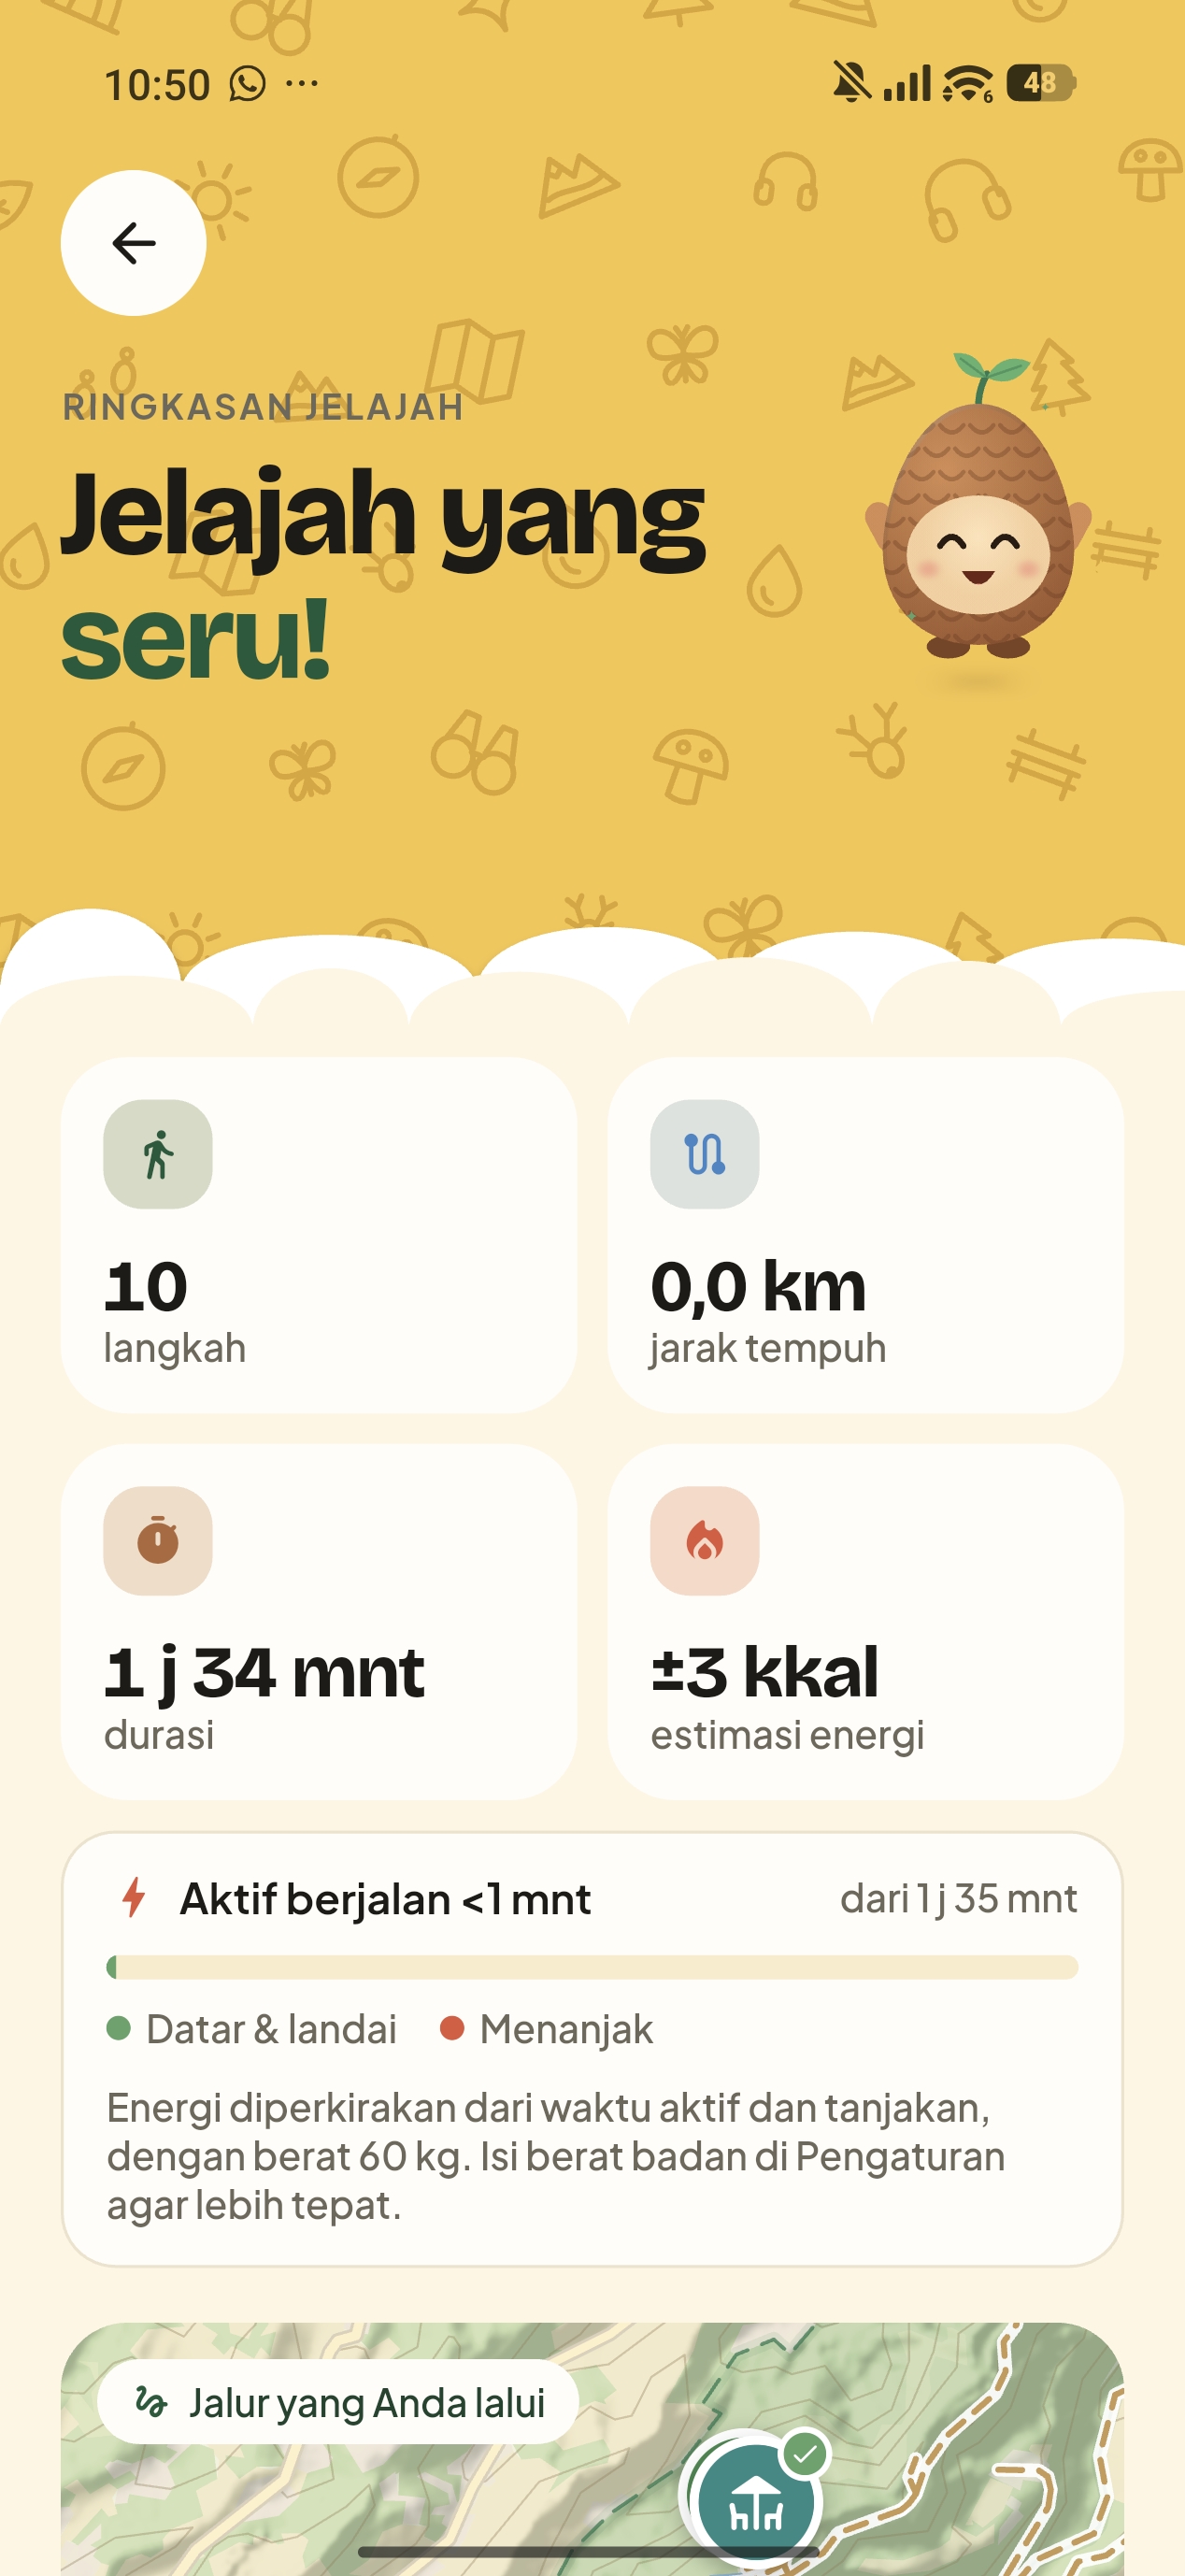 10:50 ...
6 48
RINGKASAN JELAJAH
Jelajah yang
seru!
10
langkah
0,0 km
jarak tempuh
1 j 34 mnt
durasi
±3 kkal
estimasi energi
Aktif berjalan <1 mnt
dari 1 j 35 mnt
Datar & landai
Menanjak
Energi diperkirakan dari waktu aktif dan tanjakan,
dengan berat 60 kg. Isi berat badan di Pengaturan
agar lebih tepat.
Jalur yang Anda lalui